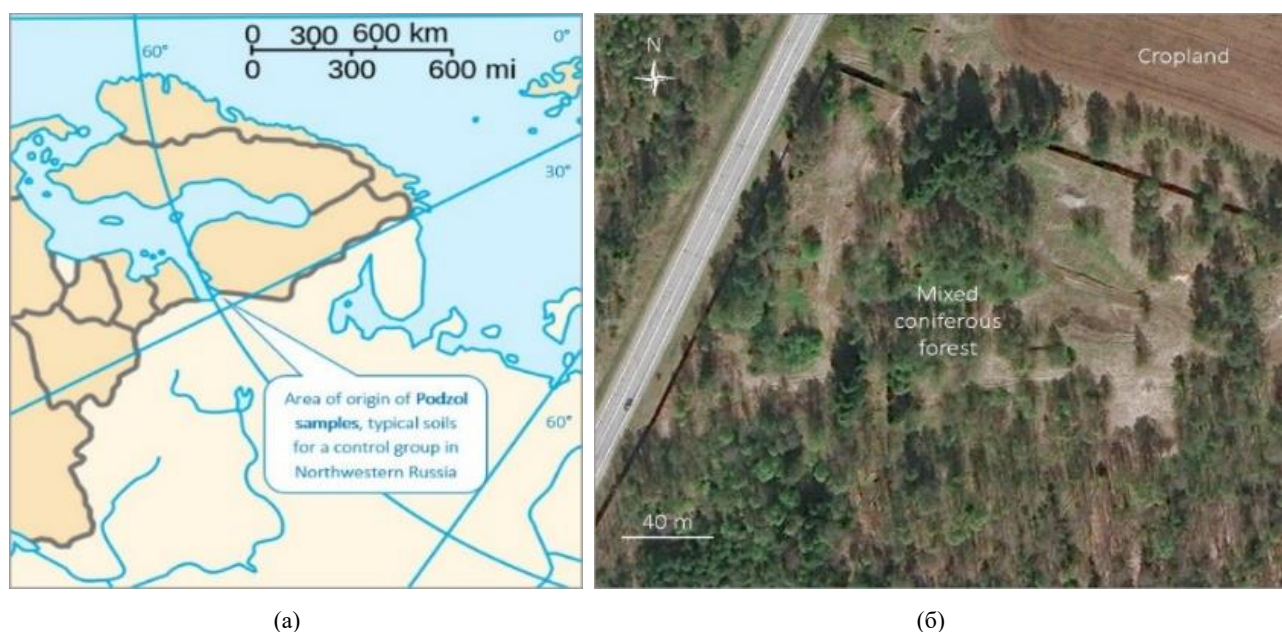 0 300 600 km
0 300 600 mi
60°
0°
30°
60°
Area of origin of Podzol
samples, typical soils
for a control group in
Northwestern Russia
N
Cropland
Mixed
coniferous
forest
40 m
(а)
(б)